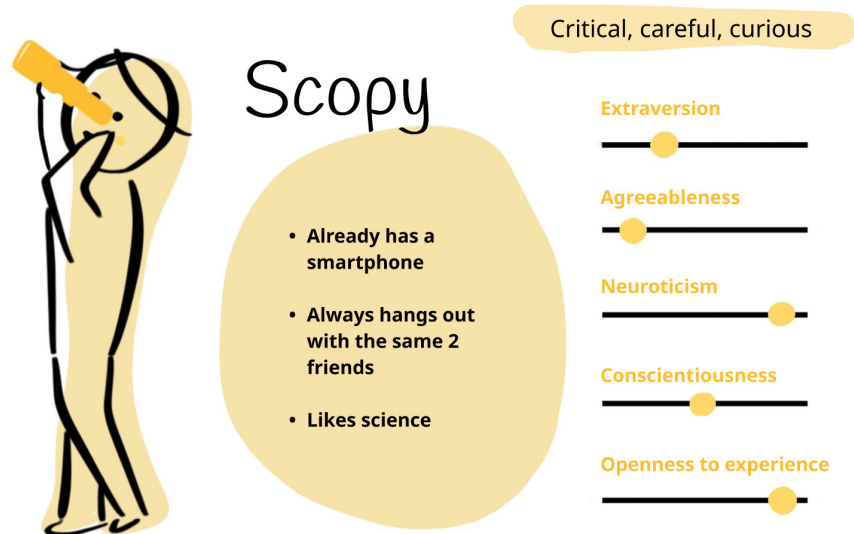 Critical, careful, curious
Scopy
• Already has a
smartphone
• Always hangs out
with the same 2
friends
• Likes science
Extraversion
Agreeableness
Neuroticism
Conscientiousness
Openness to experience